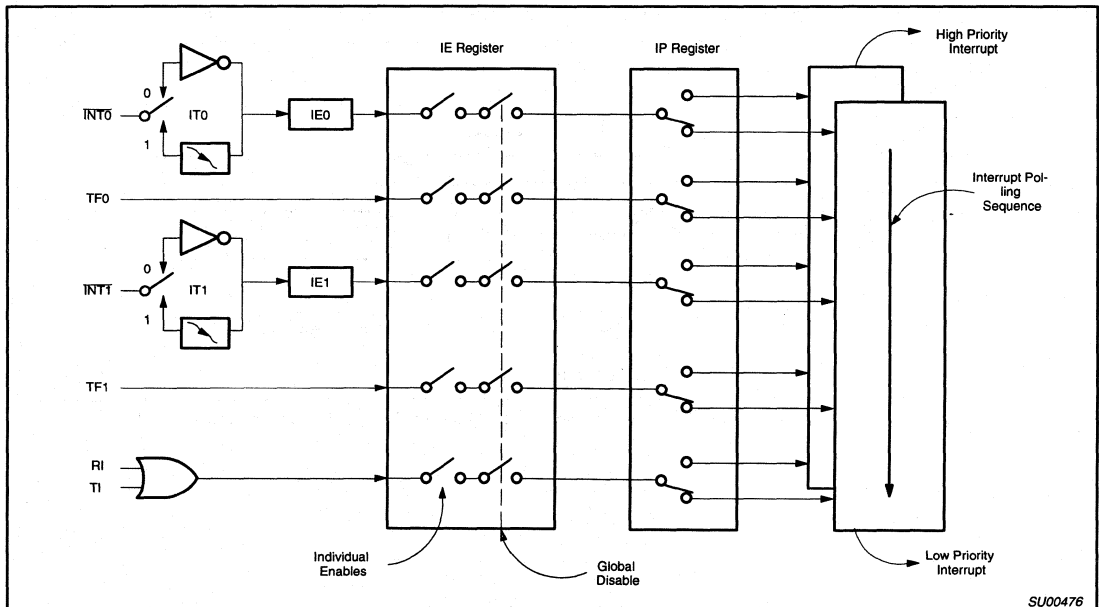 IE Register
IP Register
High Priority
Interrupt
0
INT0
IT0
IE0
1
TF0
Interrupt Pol-
ling
Sequence
0
INT1
IT1
IE1
1
TF1
RI
TI
Individual
Enables
Global
Disable
Low Priority
Interrupt
SU00476